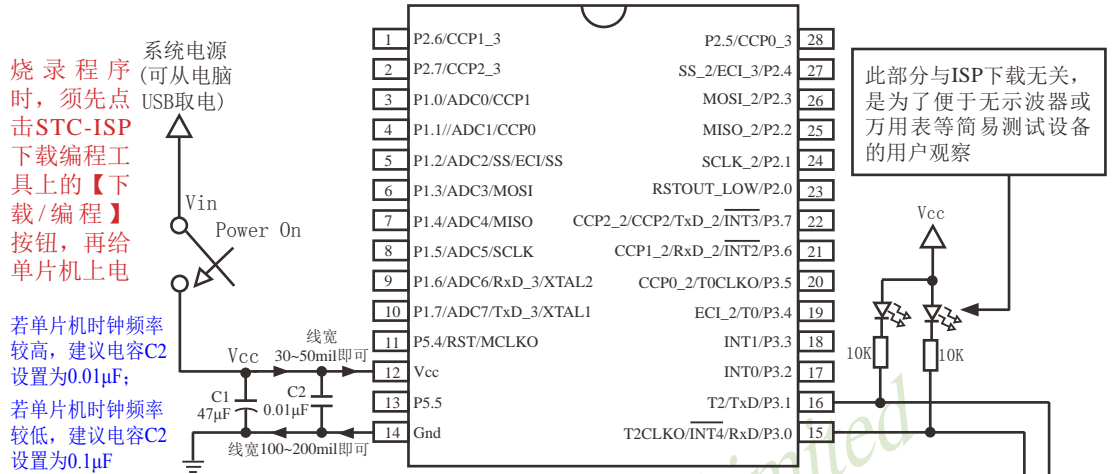 烧录程序
时，须先点
击STC-ISP
下载编程工
具上的【下
载/编程】
按钮，再给
单片机上电
系统电源
(可从电脑
USB取电)
Vin
Power On
若单片机时钟频率
较高，建议电容C2
设置为0.01μF；
若单片机时钟频率
较低，建议电容C2
设置为0.1μF
Vcc
线宽
30~50mil即可
C1
47μF
C2
0.01μF
线宽100~200mil即可
1 P2.6/CCP1_3
2 P2.7/CCP2_3
3 P1.0/ADC0/CCP1
4 P1.1//ADC1/CCP0
5 P1.2/ADC2/SS/ECI/SS
6 P1.3/ADC3/MOSI
7 P1.4/ADC4/MISO
8 P1.5/ADC5/SCLK
9 P1.6/ADC6/RxD_3/XTAL2
10 P1.7/ADC7/TxD_3/XTAL1
11 P5.4/RST/MCLKO
12 Vcc
13 P5.5
14 Gnd
P2.5/CCP0_3 28
SS_2/ECI_3/P2.4 27
MOSI_2/P2.3 26
MISO_2/P2.2 25
SCLK_2/P2.1 24
RSTOUT_LOW/P2.0 23
CCP2_2/CCP2/TxD_2/INT3/P3.7 22
CCP1_2/RxD_2/INT2/P3.6 21
CCP0_2/T0CLKO/P3.5 20
ECI_2/T0/P3.4 19
INT1/P3.3 18
INT0/P3.2 17
T2/TxD/P3.1 16
T2CLKO/INT4/RxD/P3.0 15
此部分与ISP下载无关，
是为了便于无示波器或
万用表等简易测试设备
的用户观察
Vcc
10K
10K
imited